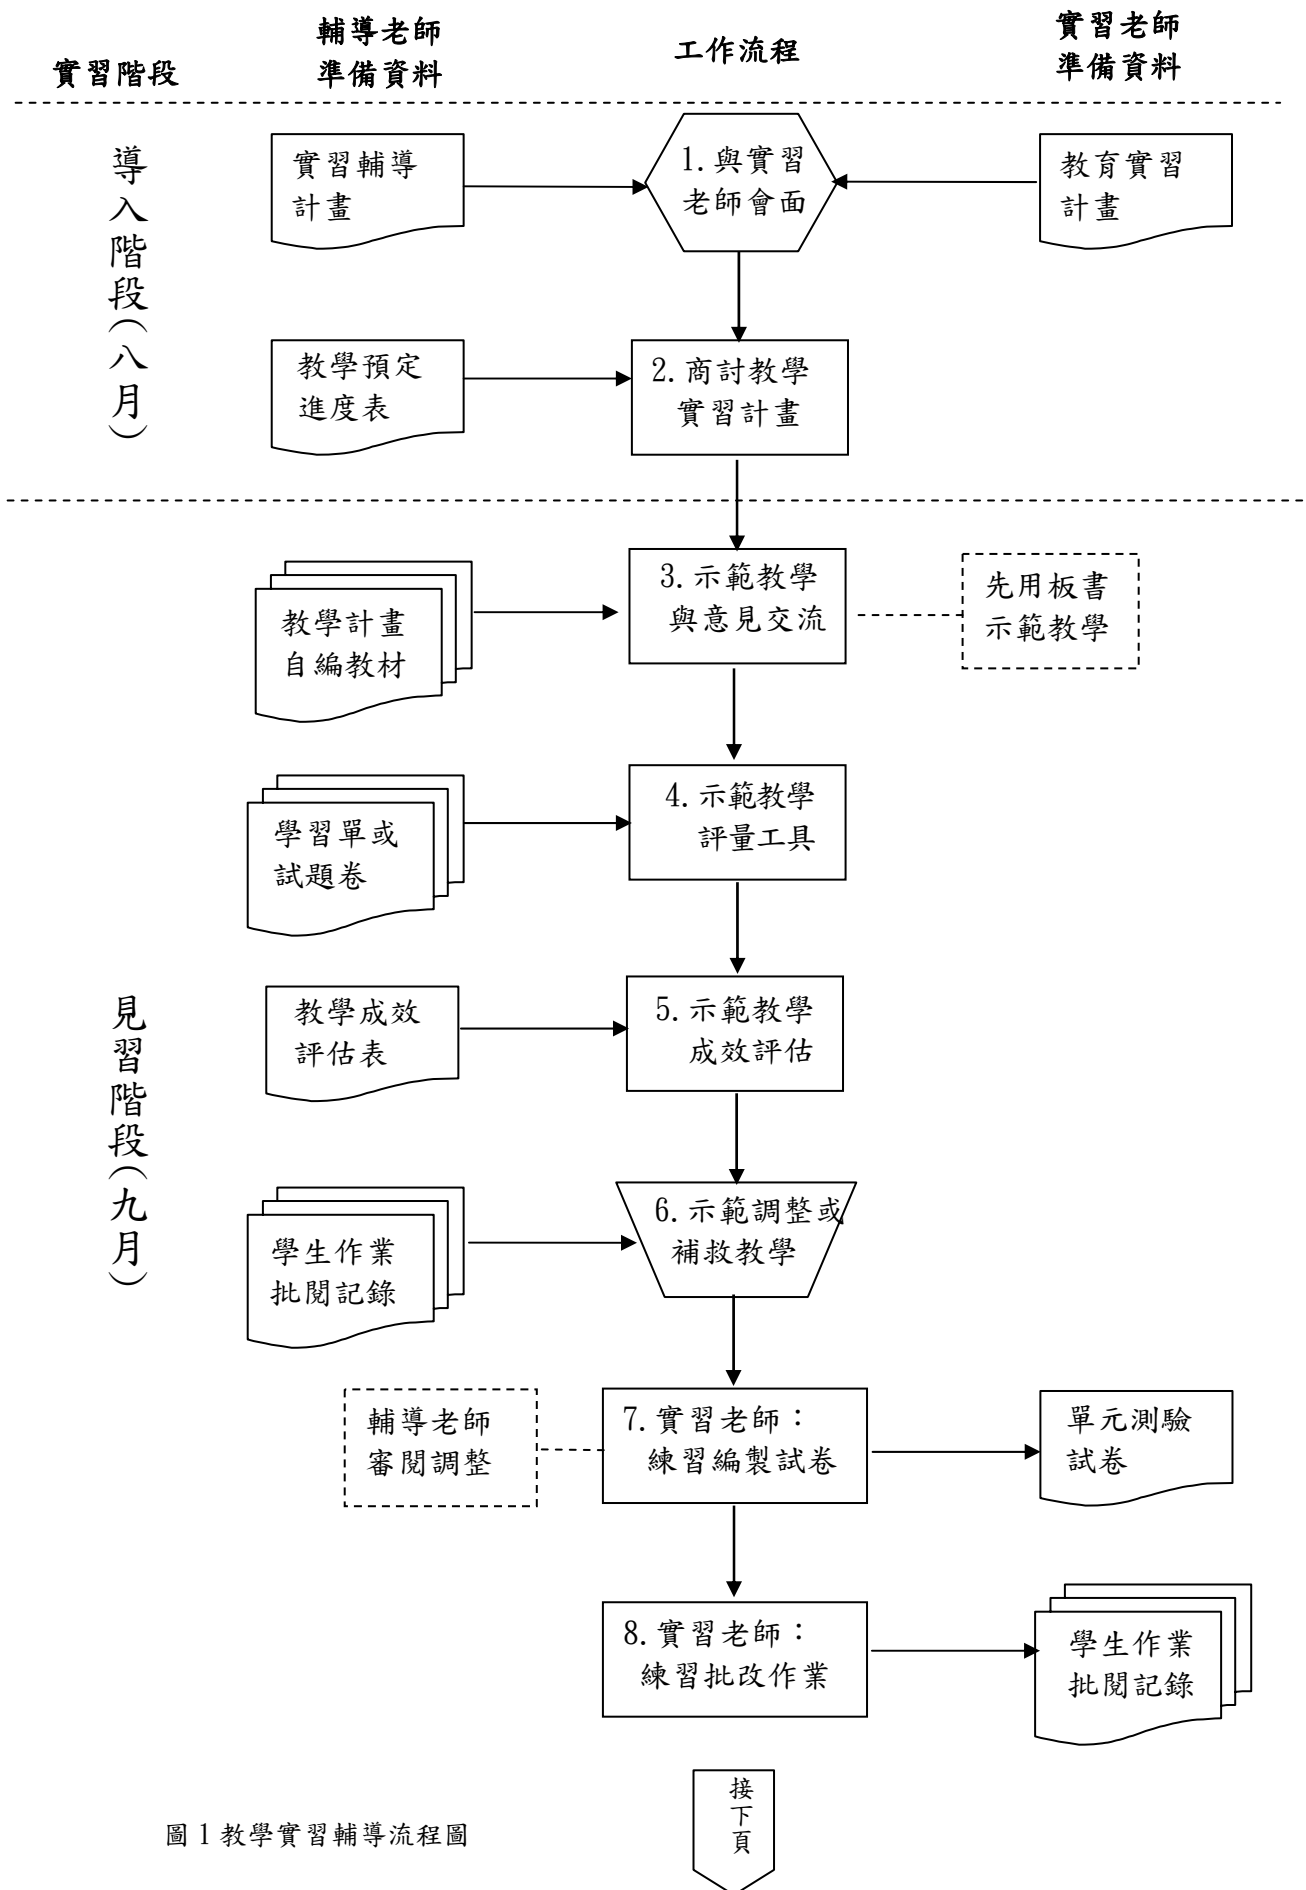 實習階段
輔導老師
準備資料
工作流程
實習老師
準備資料
導入階段(八月)
實習輔導
計畫
1.與實習
老師會面
教育實習
計畫
教學預定
進度表
2.商討教學
實習計畫
見習階段(九月)
教學計畫
自編教材
3.示範教學
與意見交流
先用板書
示範教學
學習單或
試題卷
4.示範教學
評量工具
教學成效
評估表
5.示範教學
成效評估
學生作業
批閱記錄
6.示範調整或
補救教學
輔導老師
審閱調整
7.實習老師：
練習編製試卷
單元測驗
試卷
8.實習老師：
練習批改作業
學生作業
批閱記錄
接下頁
圖 1 教學實習輔導流程圖